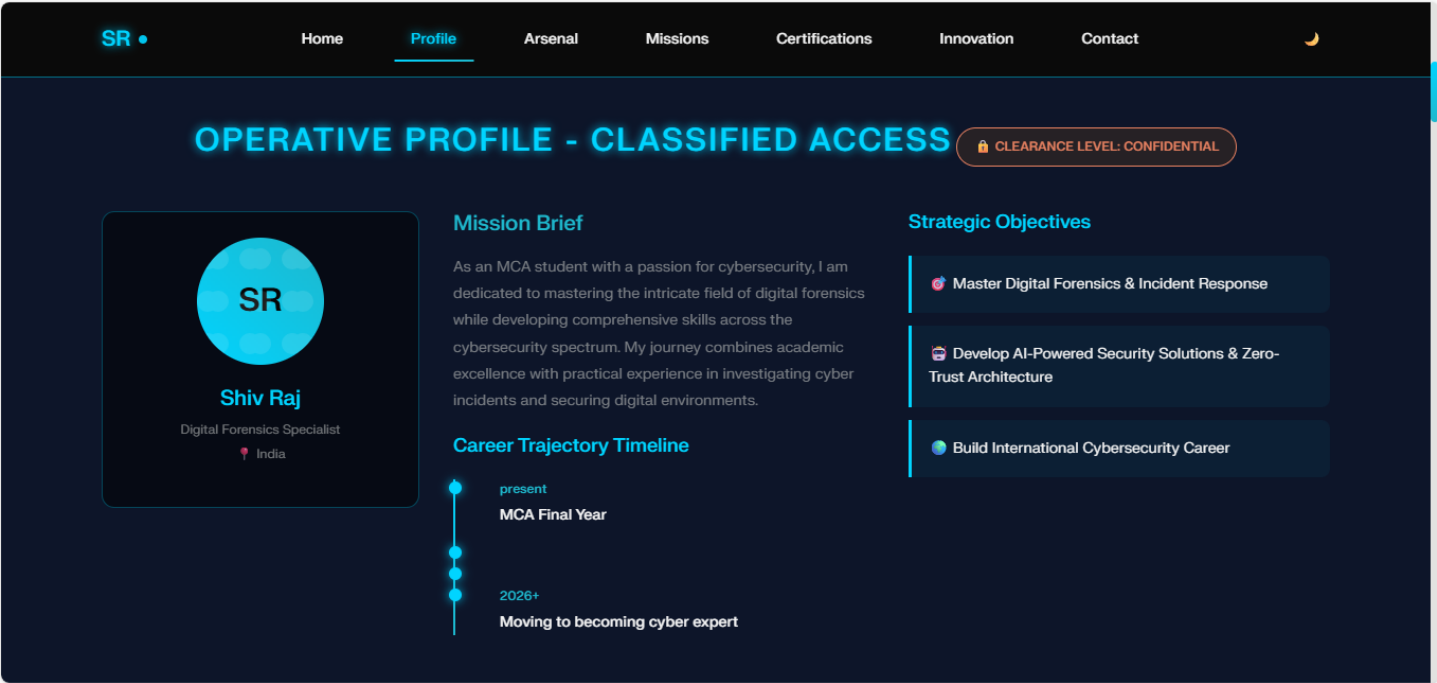 SR
Home
Profile
Arsenal
Missions
Certifications
Innovation
Contact
OPERATIVE PROFILE - CLASSIFIED ACCESS
CLEARANCE LEVEL: CONFIDENTIAL
SR
Shiv Raj
Digital Forensics Specialist
India
Mission Brief
As an MCA student with a passion for cybersecurity, I am
dedicated to mastering the intricate field of digital forensics
while developing comprehensive skills across the
cybersecurity spectrum. My journey combines academic
excellence with practical experience in investigating cyber
incidents and securing digital environments.
Career Trajectory Timeline
present
MCA Final Year
2026+
Moving to becoming cyber expert
Strategic Objectives
Master Digital Forensics & Incident Response
Develop AI-Powered Security Solutions & Zero-
Trust Architecture
Build International Cybersecurity Career